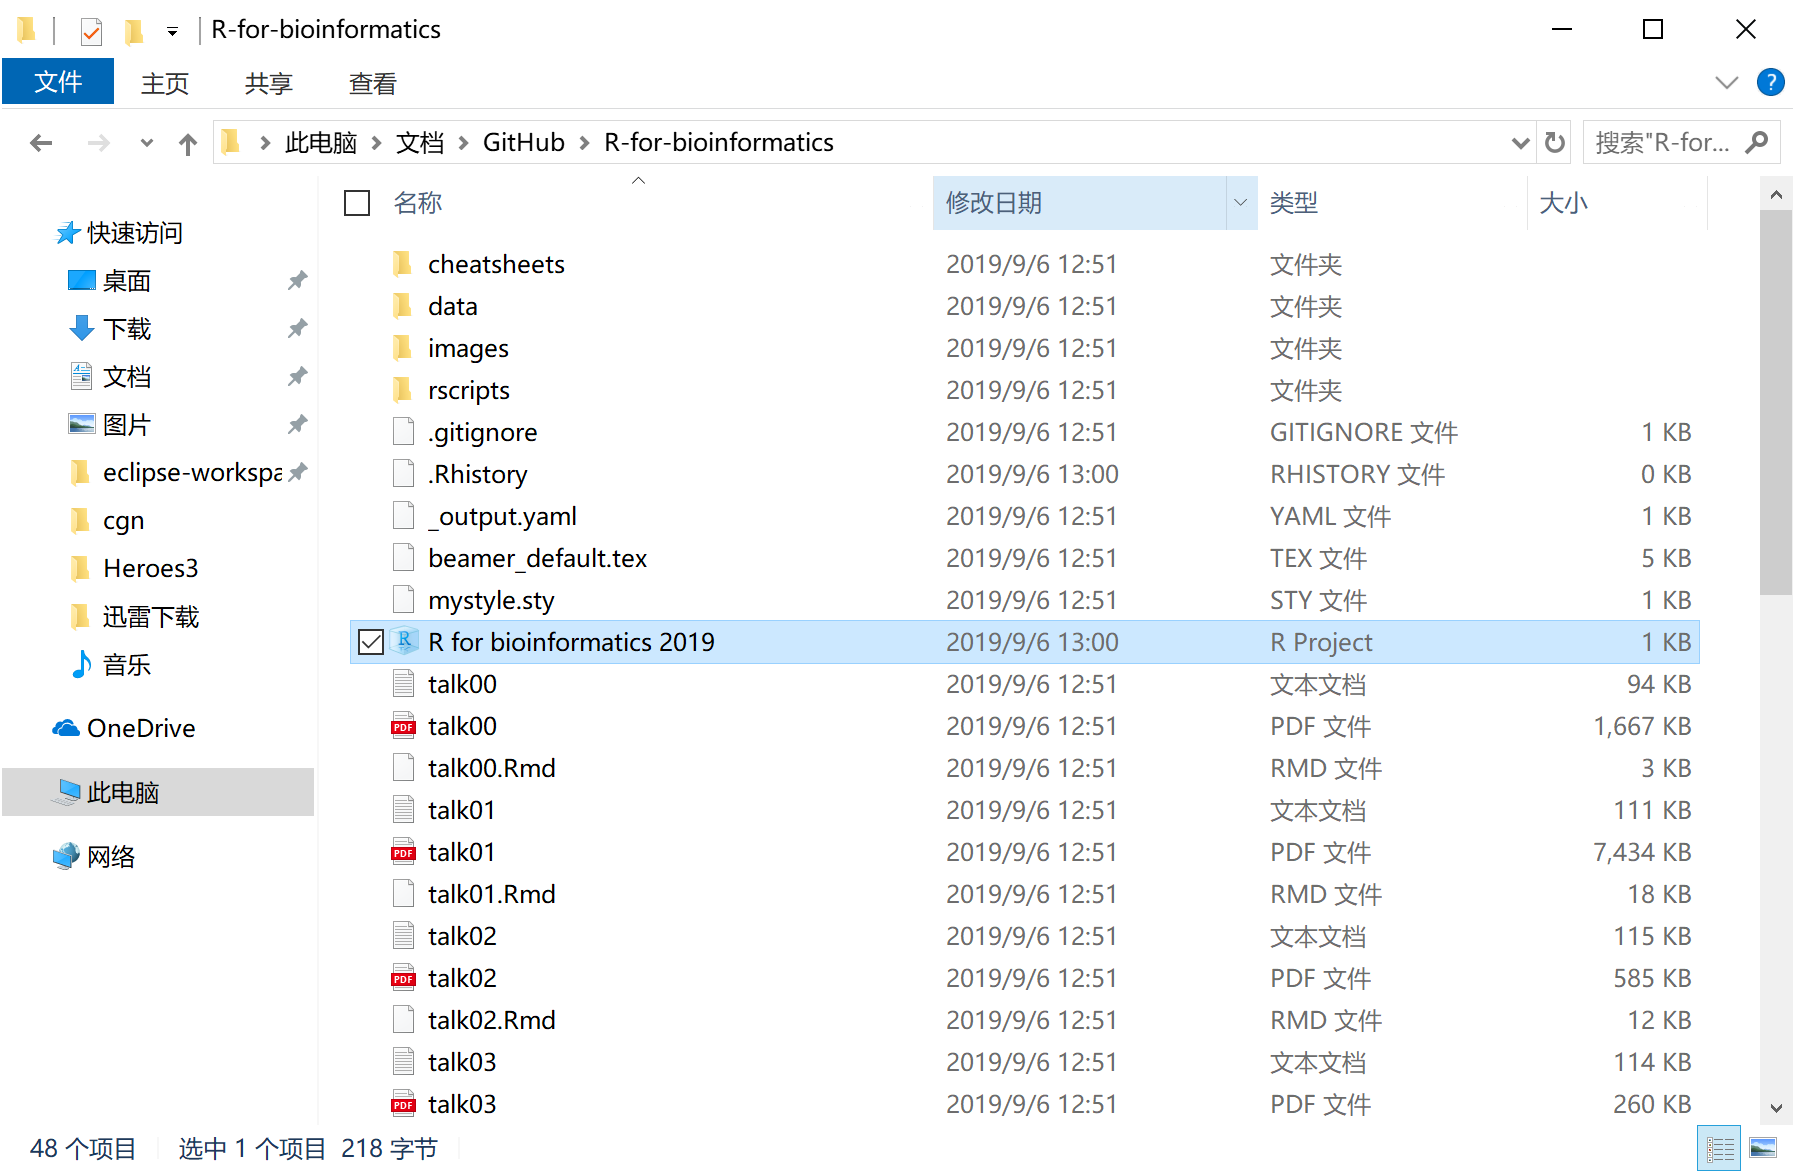 R-for-bioinformatics
文件 主页 共享 查看
此电脑 文档 GitHub R-for-bioinformatics 搜索"R-for...
快速访问
桌面
下载
文档
图片
eclipse-workspa
cgn
Heroes3
迅雷下载
音乐
OneDrive
此电脑
网络
名称 修改日期 类型 大小
cheatsheets 2019/9/6 12:51 文件夹
data 2019/9/6 12:51 文件夹
images 2019/9/6 12:51 文件夹
rscripts 2019/9/6 12:51 文件夹
.gitignore 2019/9/6 12:51 GITIGNORE 文件 1 KB
.Rhistory 2019/9/6 13:00 RHISTORY 文件 0 KB
_output.yaml 2019/9/6 12:51 YAML 文件 1 KB
beamer_default.tex 2019/9/6 12:51 TEX 文件 5 KB
mystyle.sty 2019/9/6 12:51 STY 文件 1 KB
R for bioinformatics 2019 2019/9/6 13:00 R Project 1 KB
talk00 2019/9/6 12:51 文本文档 94 KB
PDF talk00 2019/9/6 12:51 PDF 文件 1,667 KB
talk00.Rmd 2019/9/6 12:51 RMD 文件 3 KB
talk01 2019/9/6 12:51 文本文档 111 KB
PDF talk01 2019/9/6 12:51 PDF 文件 7,434 KB
talk01.Rmd 2019/9/6 12:51 RMD 文件 18 KB
talk02 2019/9/6 12:51 文本文档 115 KB
PDF talk02 2019/9/6 12:51 PDF 文件 585 KB
talk02.Rmd 2019/9/6 12:51 RMD 文件 12 KB
talk03 2019/9/6 12:51 文本文档 114 KB
PDF talk03 2019/9/6 12:51 PDF 文件 260 KB
48 个项目 选中 1 个项目 218 字节